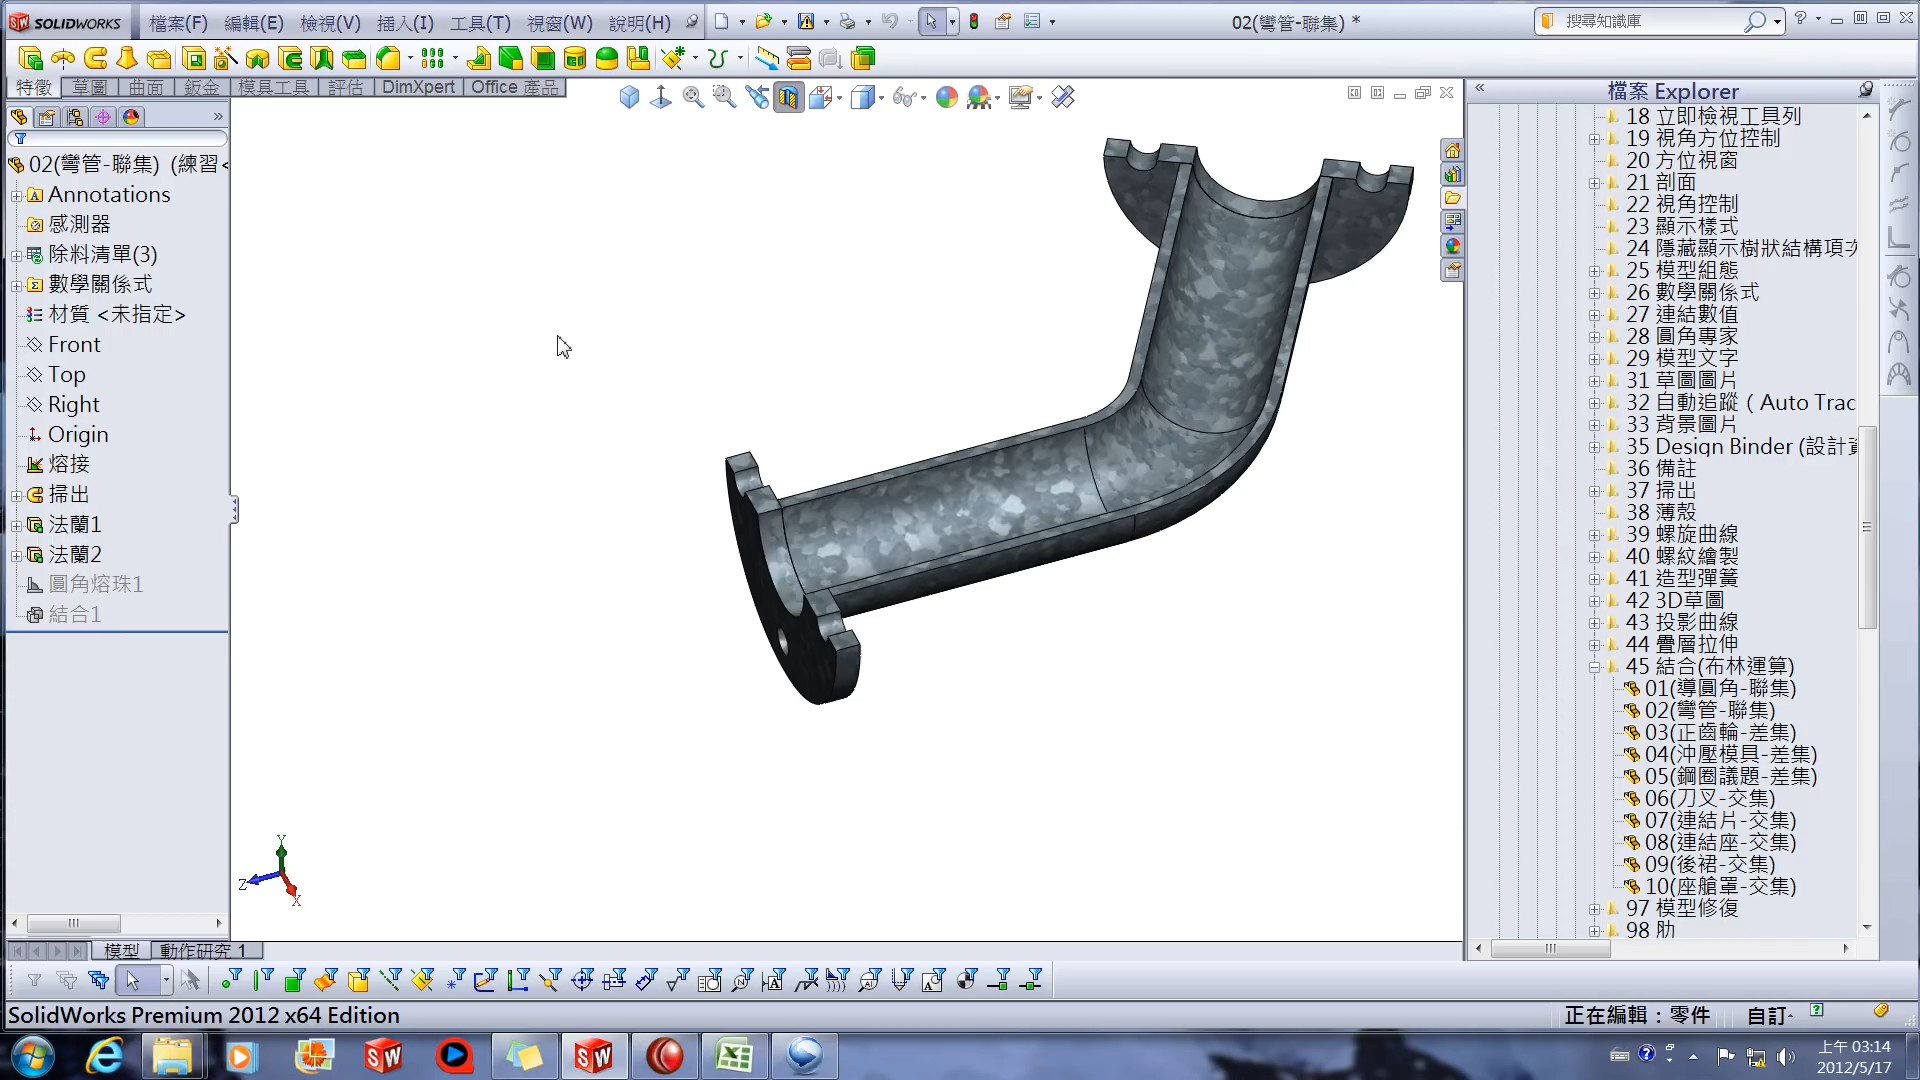 SOLIDWORKS 檔案(F) 編輯(E) 檢視(V) 插入(I) 工具(T) 視窗(W) 說明(H) 02(彎管-聯集) * 搜尋知識庫
特徵 草圖 曲面 鈑金 模具工具 評估 DimXpert Office 產品
02(彎管-聯集) (練習<
Annotations
感測器
除料清單(3)
數學關係式
材質 <未指定>
Front
Top
Right
Origin
熔接
掃出
法蘭1
法蘭2
圓角熔珠1
結合1
Y
Z
X
檔案 Explorer
18 立即檢視工具列
19 視角方位控制
20 方位視窗
21 剖面
22 視角控制
23 顯示樣式
24 隱藏顯示樹狀結構項次
25 模型組態
26 數學關係式
27 連結數值
28 圓角專家
29 模型文字
31 草圖圖片
32 自動追蹤 ( Auto Trac
33 背景圖片
35 Design Binder (設計資
36 備註
37 掃出
38 薄殼
39 螺旋曲線
40 螺紋繪製
41 造型彈簧
42 3D草圖
43 投影曲線
44 疊層拉伸
45 結合(布林運算)
01(導圓角-聯集)
02(彎管-聯集)
03(正齒輪-差集)
04(沖壓模具-差集)
05(鋼圈議題-差集)
06(刀叉-交集)
07(連結片-交集)
08(連結座-交集)
09(後裙-交集)
10(座艙罩-交集)
97 模型修復
98 肋
模型 動作研究 1
SolidWorks Premium 2012 x64 Edition 正在編輯：零件 自訂
上午 03:14
2012/5/17